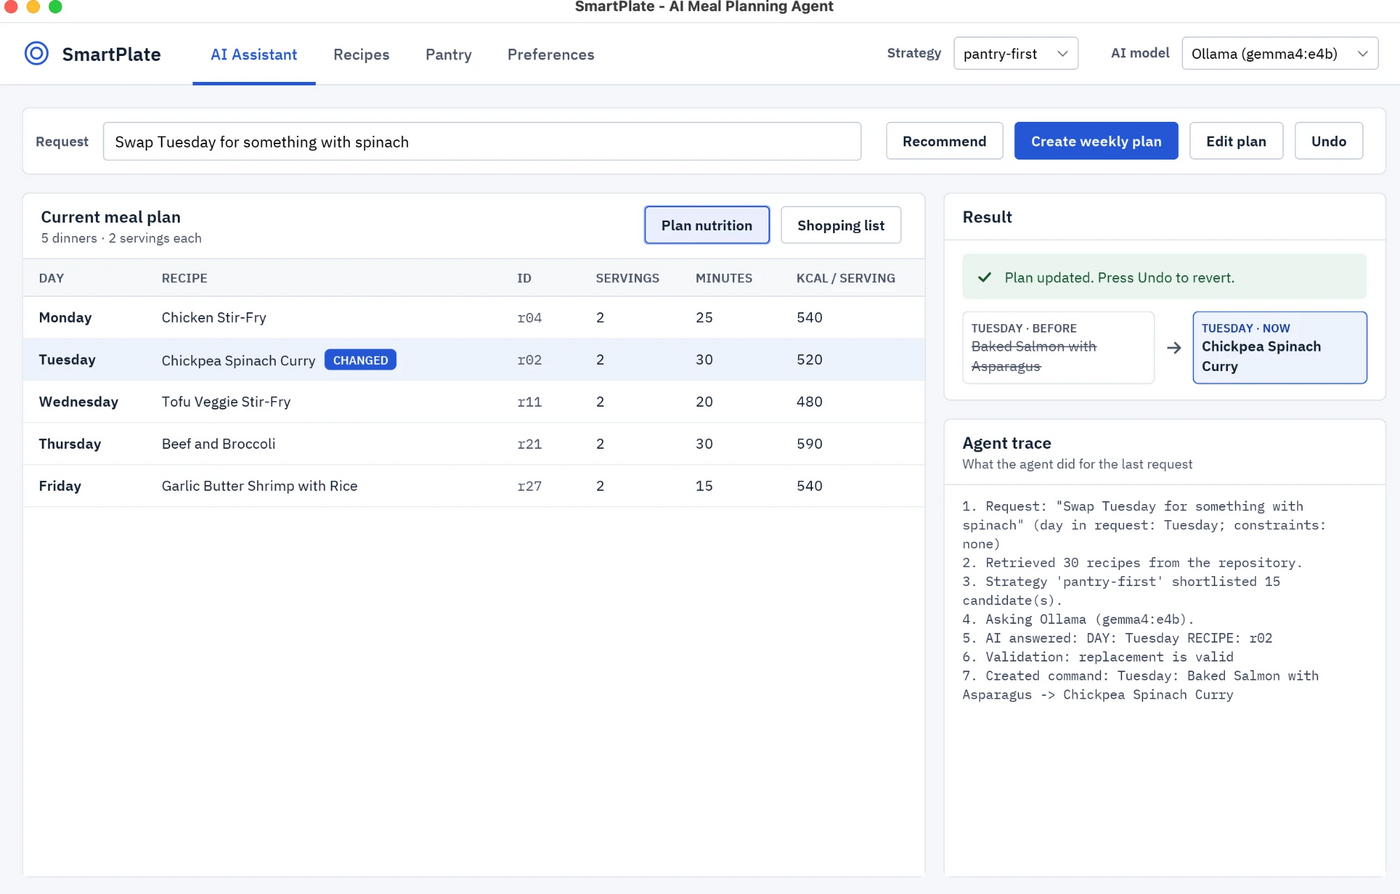 SmartPlate - AI Meal Planning Agent
SmartPlate AI Assistant Recipes Pantry Preferences Strategy pantry-first AI model Ollama (gemma4:e4b)
Request Swap Tuesday for something with spinach Recommend Create weekly plan Edit plan Undo
Current meal plan
5 dinners · 2 servings each
Plan nutrition Shopping list
DAY RECIPE ID SERVINGS MINUTES KCAL / SERVING
Monday Chicken Stir-Fry r04 2 25 540
Tuesday Chickpea Spinach Curry CHANGED r02 2 30 520
Wednesday Tofu Veggie Stir-Fry r11 2 20 480
Thursday Beef and Broccoli r21 2 30 590
Friday Garlic Butter Shrimp with Rice r27 2 15 540
Result
Plan updated. Press Undo to revert.
TUESDAY · BEFORE
Baked Salmon with
Asparagus
→
TUESDAY · NOW
Chickpea Spinach
Curry
Agent trace
What the agent did for the last request
1. Request: "Swap Tuesday for something with
spinach" (day in request: Tuesday; constraints:
none)
2. Retrieved 30 recipes from the repository.
3. Strategy 'pantry-first' shortlisted 15
candidate(s).
4. Asking Ollama (gemma4:e4b).
5. AI answered: DAY: Tuesday RECIPE: r02
6. Validation: replacement is valid
7. Created command: Tuesday: Baked Salmon with
Asparagus -> Chickpea Spinach Curry